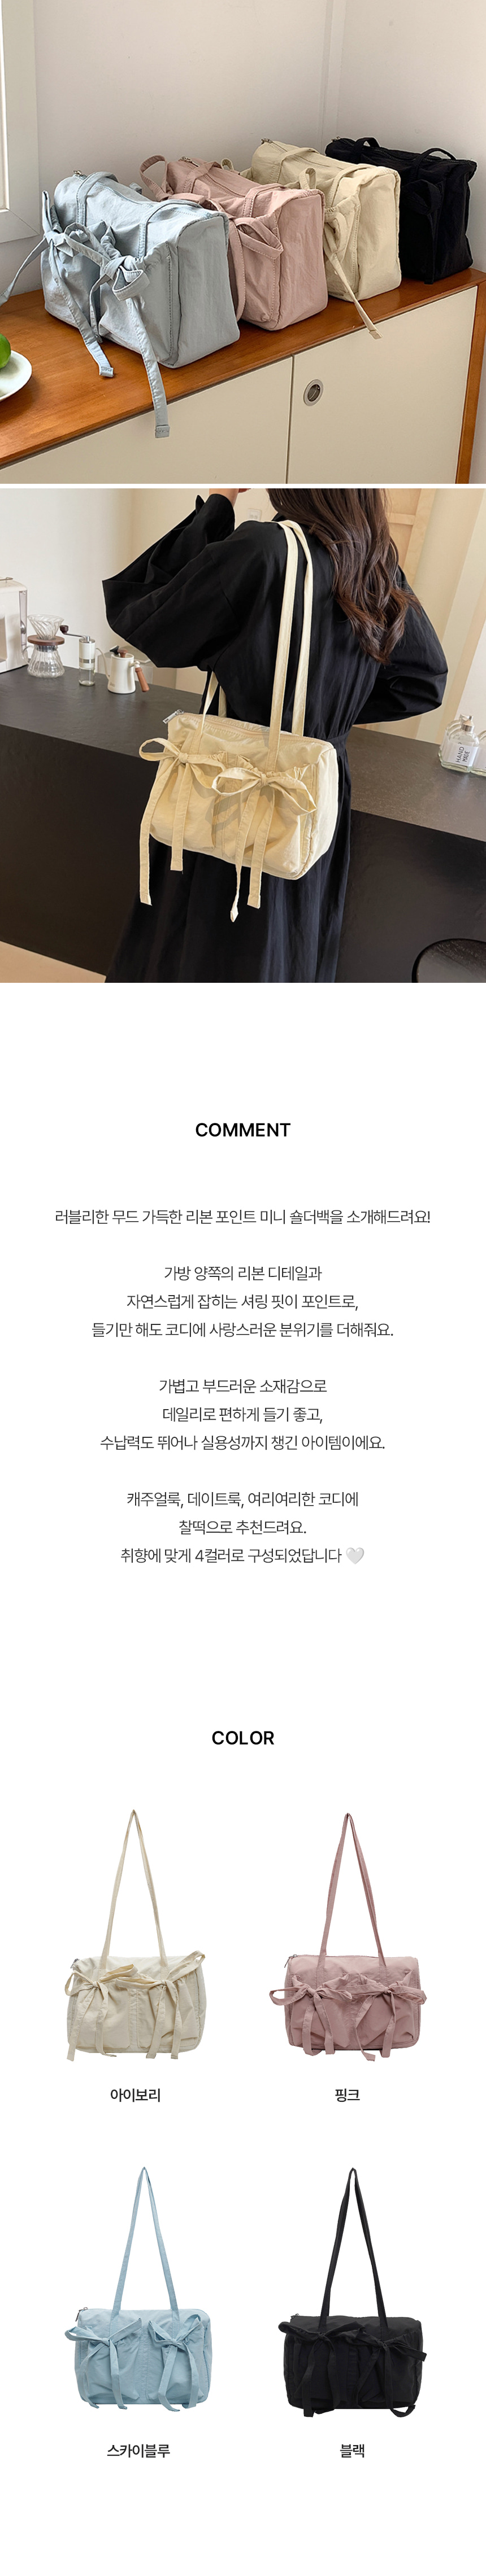 HAND
MADE
COMMENT
러블리한 무드 가득한 리본 포인트 미니 숄더백을 소개해드려요!
가방 양쪽의 리본 디테일과
자연스럽게 잡히는 셔링 핏이 포인트로,
들기만 해도 코디에 사랑스러운 분위기를 더해줘요.
가볍고 부드러운 소재감으로
데일리로 편하게 들기 좋고,
수납력도 뛰어나 실용성까지 챙긴 아이템이에요.
캐주얼룩, 데이트룩, 여리여리한 코디에
찰떡으로 추천드려요.
취향에 맞게 4컬러로 구성되었답니다 🤍
COLOR
아이보리
핑크
스카이블루
블랙